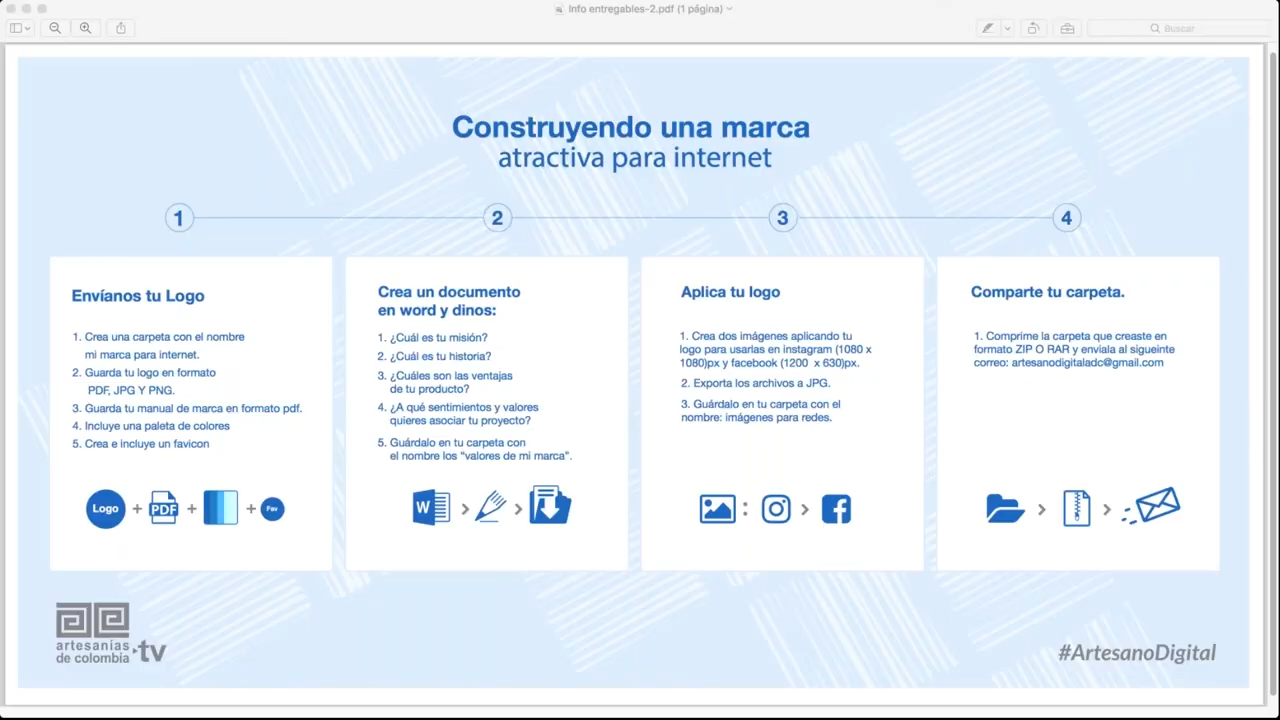 Info entregables-2.pdf (1 página)
Buscar
Construyendo una marca
atractiva para internet
1
2
3
4
Envíanos tu Logo
1. Crea una carpeta con el nombre
mi marca para internet.
2. Guarda tu logo en formato
PDF, JPG Y PNG.
3. Guarda tu manual de marca en formato pdf.
4. Incluye una paleta de colores
5. Crea e incluye un favicon
Logo + PDF + + Fav
Crea un documento
en word y dinos:
1. ¿Cuál es tu misión?
2. ¿Cuál es tu historia?
3. ¿Cuáles son las ventajas
de tu producto?
4. ¿A qué sentimientos y valores
quieres asociar tu proyecto?
5. Guárdalo en tu carpeta con
el nombre los “valores de mi marca”.
W > >
Aplica tu logo
1. Crea dos imágenes aplicando tu
logo para usarlas en instagram (1080 x
1080)px y facebook (1200 x 630)px.
2. Exporta los archivos a JPG.
3. Guárdalo en tu carpeta con el
nombre: imágenes para redes.
: >
Comparte tu carpeta.
1. Comprime la carpeta que creaste en
formato ZIP O RAR y enviala al sigueinte
correo: artesanodigitaladc@gmail.com
> >
artesanías
de colombia tv
#ArtesanoDigital